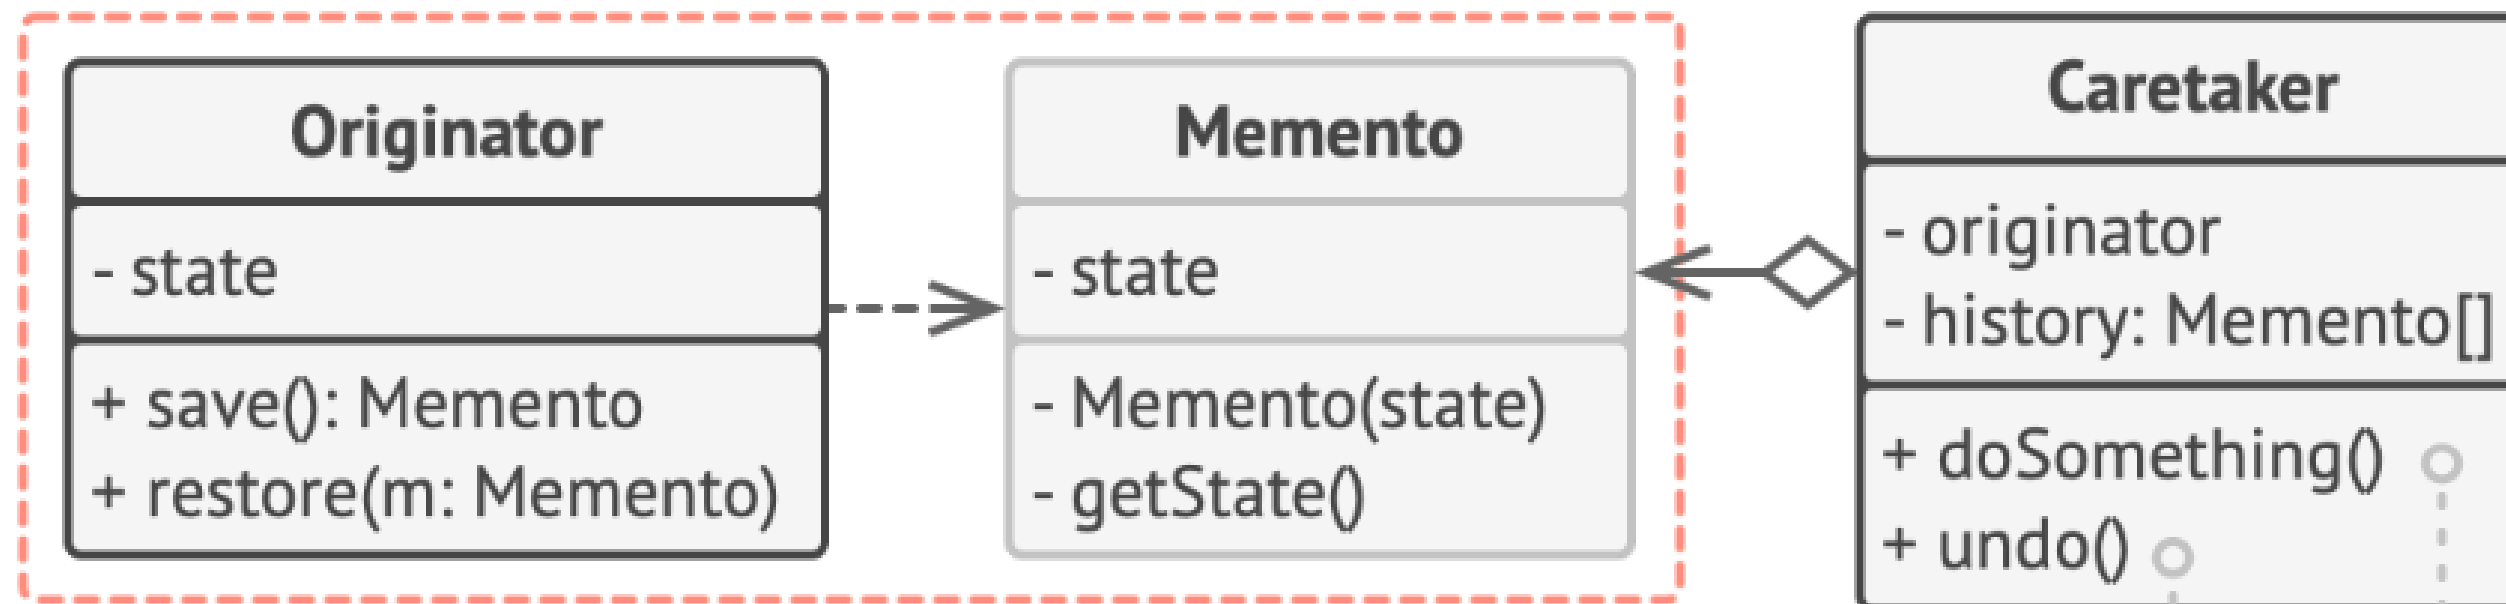 Originator
- state
+ save(): Memento
+ restore(m: Memento)
Memento
- state
- Memento(state)
- getState()
Caretaker
- originator
- history: Memento[]
+ doSomething()
+ undo()